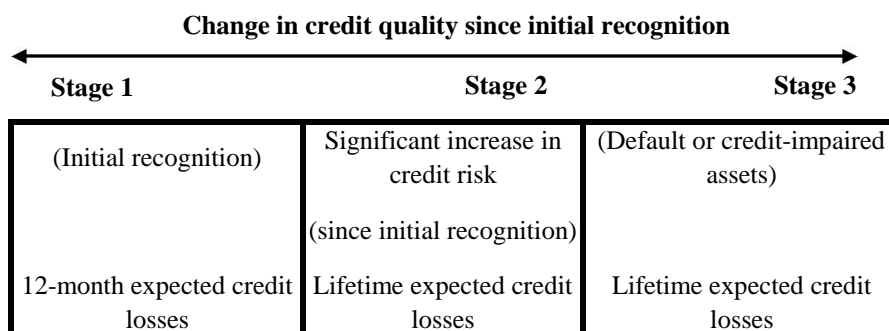 Change in credit quality since initial recognition
Stage 1
Stage 2
Stage 3
(Initial recognition)
Significant increase in
credit risk
(since initial recognition)
(Default or credit-impaired
assets)
12-month expected credit
losses
Lifetime expected credit
losses
Lifetime expected credit
losses